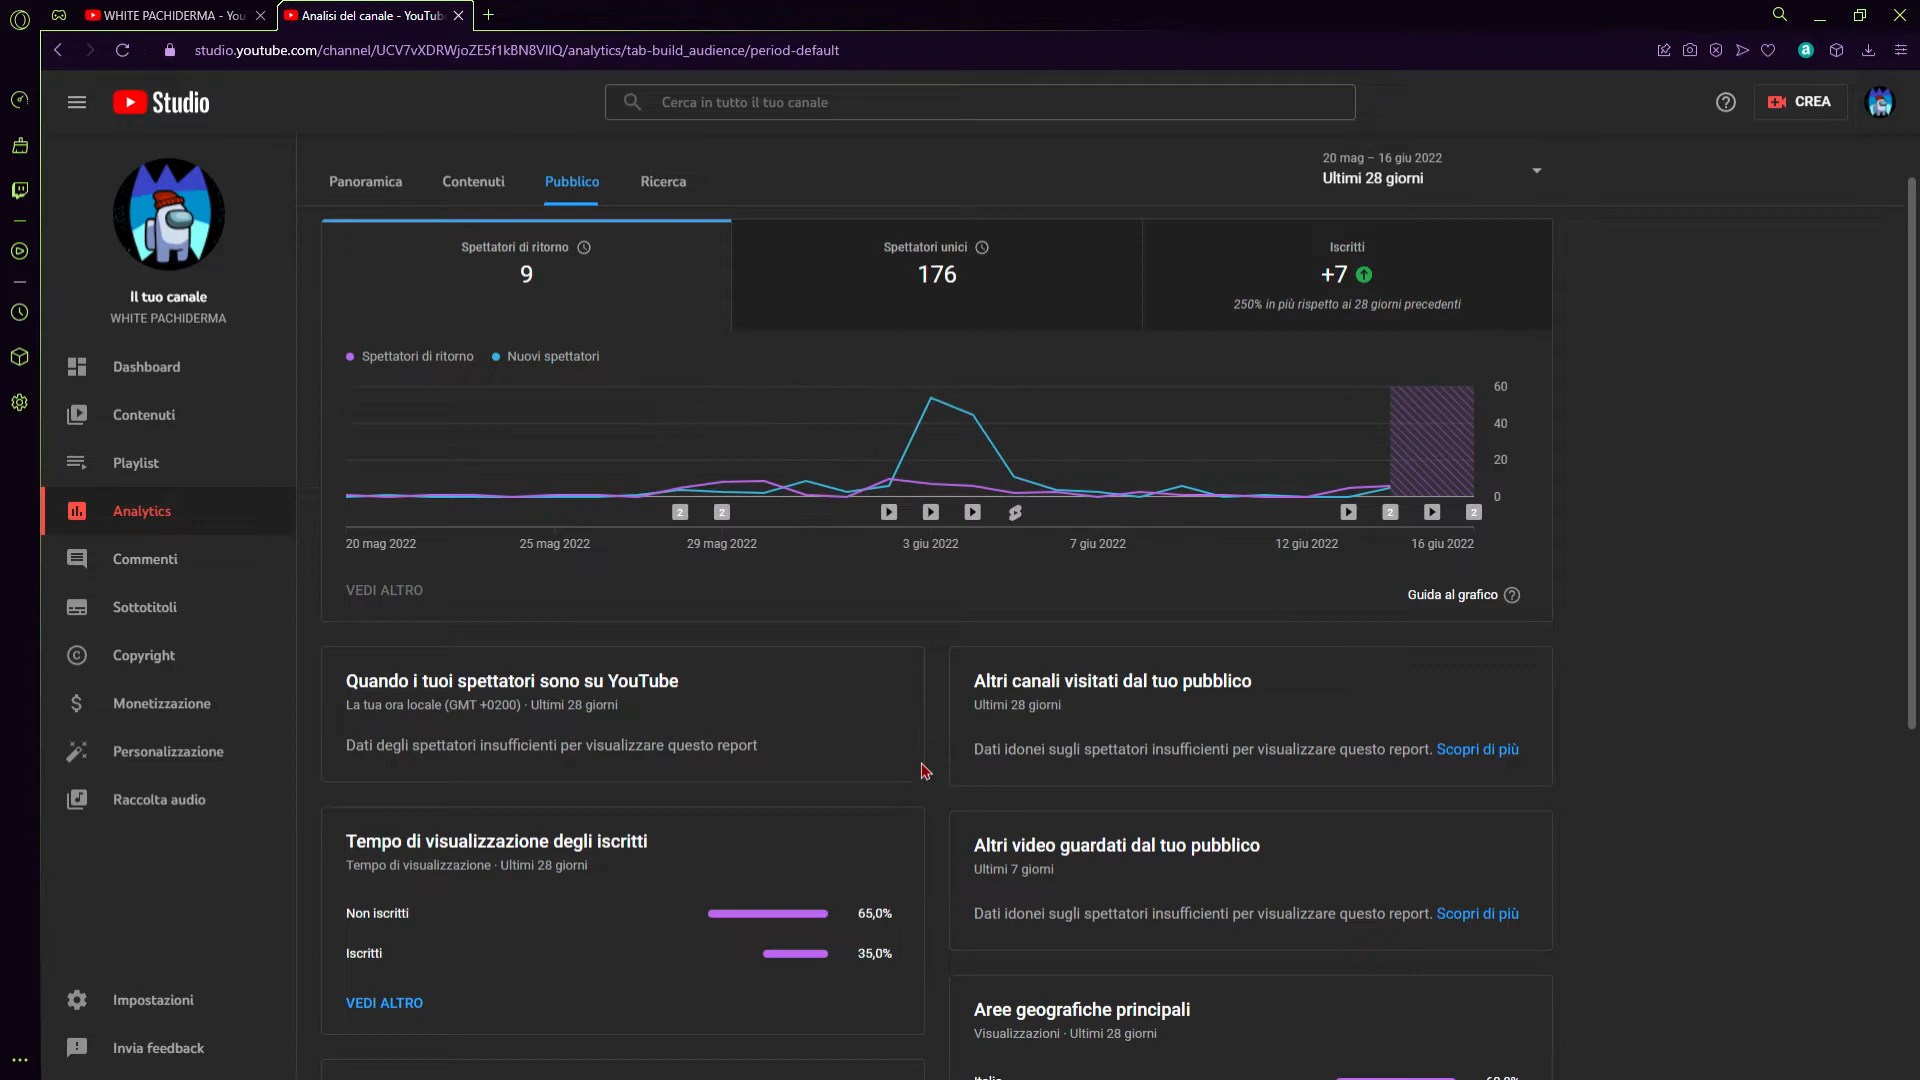 WHITE PACHIDERMA - You
Analisi del canale - YouTube
studio.youtube.com/channel/UCV7vXDRWjoZE5f1kBN8VlIQ/analytics/tab-build_audience/period-default
Studio
Cerca in tutto il tuo canale
CREA
Il tuo canale
WHITE PACHIDERMA
Dashboard
Contenuti
Playlist
Analytics
Commenti
Sottotitoli
Copyright
Monetizzazione
Personalizzazione
Raccolta audio
Impostazioni
Invia feedback
Panoramica
Contenuti
Pubblico
Ricerca
20 mag – 16 giu 2022
Ultimi 28 giorni
Spettatori di ritorno
9
Spettatori unici
176
Iscritti
+7
250% in più rispetto ai 28 giorni precedenti
Spettatori di ritorno
Nuovi spettatori
60
40
20
0
2
2
2
2
20 mag 2022
25 mag 2022
29 mag 2022
3 giu 2022
7 giu 2022
12 giu 2022
16 giu 2022
VEDI ALTRO
Guida al grafico
Quando i tuoi spettatori sono su YouTube
La tua ora locale (GMT +0200) · Ultimi 28 giorni
Dati degli spettatori insufficienti per visualizzare questo report
Altri canali visitati dal tuo pubblico
Ultimi 28 giorni
Dati idonei sugli spettatori insufficienti per visualizzare questo report. Scopri di più
Tempo di visualizzazione degli iscritti
Tempo di visualizzazione · Ultimi 28 giorni
Non iscritti
65,0%
Iscritti
35,0%
VEDI ALTRO
Altri video guardati dal tuo pubblico
Ultimi 7 giorni
Dati idonei sugli spettatori insufficienti per visualizzare questo report. Scopri di più
Aree geografiche principali
Visualizzazioni · Ultimi 28 giorni
Italia